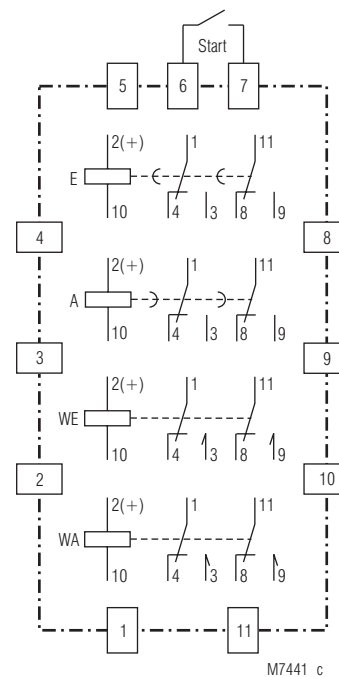 Start
5 6 7
2(+) 1 11
E
10 4 3 8 9
4 8
2(+) 1 11
A
10 4 3 8 9
3 9
2(+) 1 11
WE
10 4 3 8 9
2 10
2(+) 1 11
WA
10 4 3 8 9
1 11
M7441_c